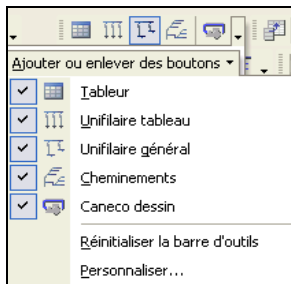 Ajouter ou enlever des boutons
Tableur
Unifilaire tableau
Unifilaire général
Cheminements
Caneco dessin
Réinitialiser la barre d'outils
Personnaliser...